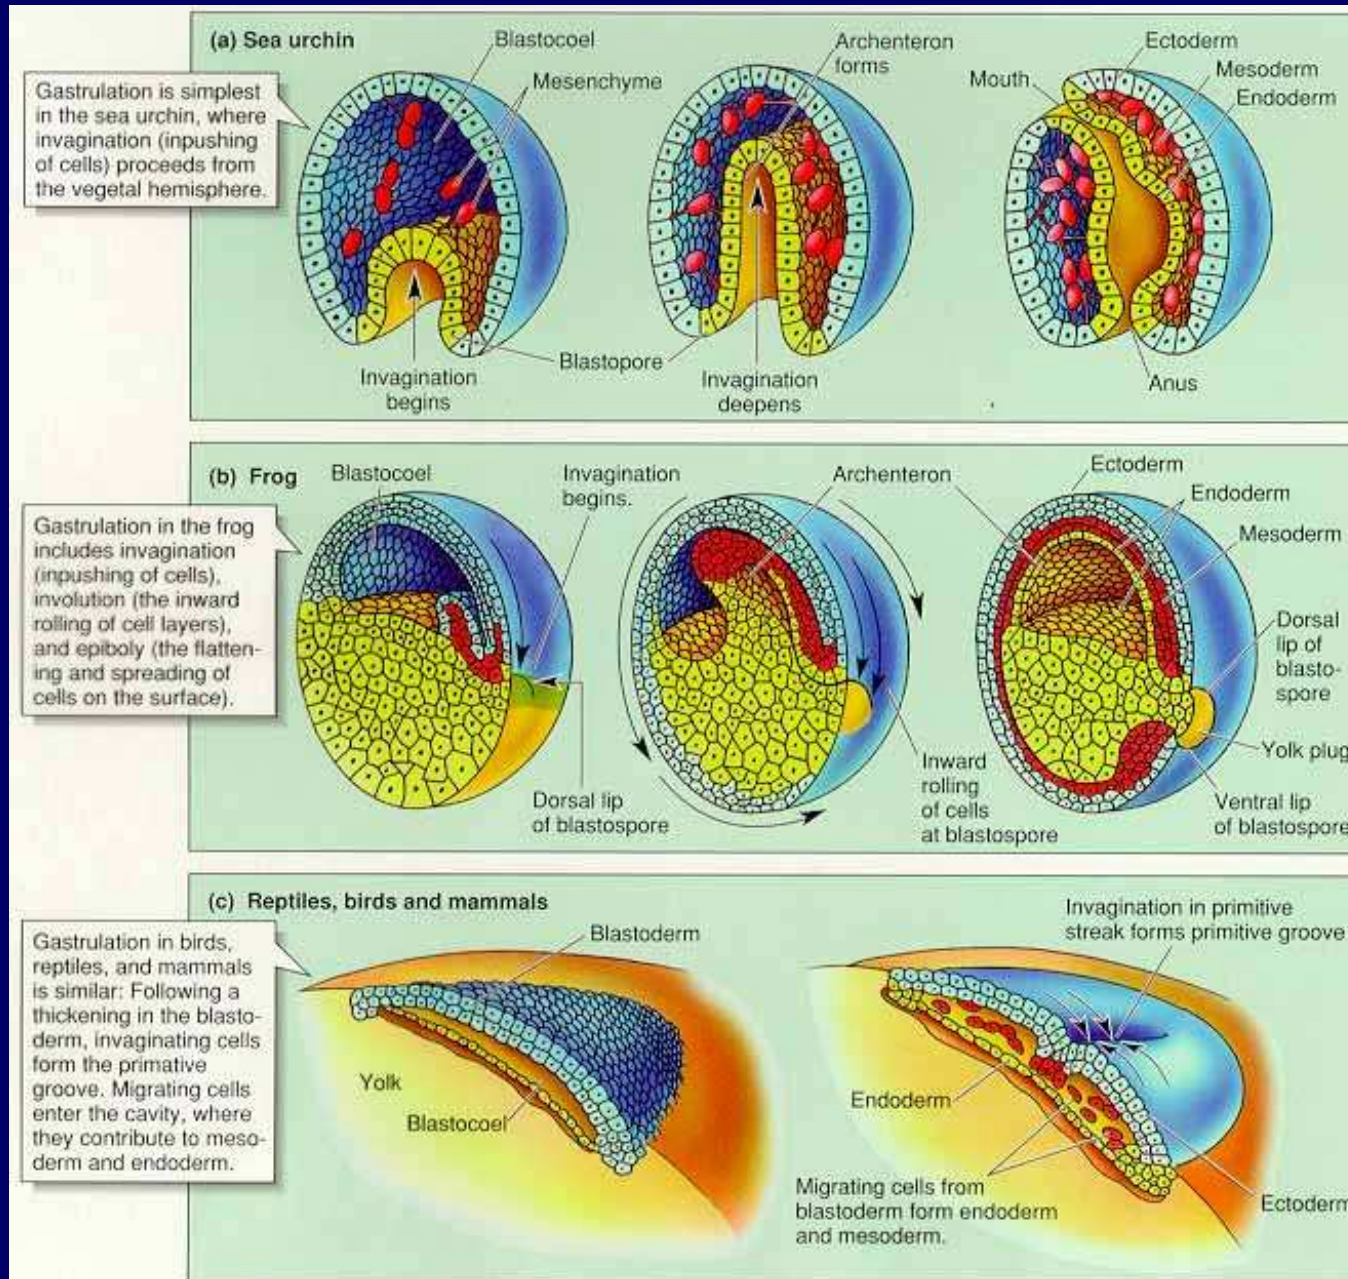 (a) Sea urchin
Gastrulation is simplest
in the sea urchin, where
invagination (inpushing
of cells) proceeds from
the vegetal hemisphere.
Blastocoel
Mesenchyme
Archenteron
forms
Ectoderm
Mesoderm
Endoderm
Mouth
Blastopore
Invagination
begins
Invagination
deepens
Anus
(b) Frog
Gastrulation in the frog
includes invagination
(inpushing of cells),
involution (the inward
rolling of cell layers),
and epiboly (the flatten-
ing and spreading of
cells on the surface).
Blastocoel
Invagination
begins.
Archenteron
Ectoderm
Endoderm
Mesoderm
Dorsal
lip of
blasto-
spore
Yolk plug
Dorsal lip
of blastospore
Inward
rolling
of cells
at blastospore
Ventral lip
of blastospore
(c) Reptiles, birds and mammals
Gastrulation in birds,
reptiles, and mammals
is similar: Following a
thickening in the blasto-
derm, invaginating cells
form the primative
groove. Migrating cells
enter the cavity, where
they contribute to meso-
derm and endoderm.
Blastoderm
Yolk
Blastocoel
Invagination in primitive
streak forms primitive groove
Endoderm
Migrating cells from
blastoderm form endoderm
and mesoderm.
Ectoderm